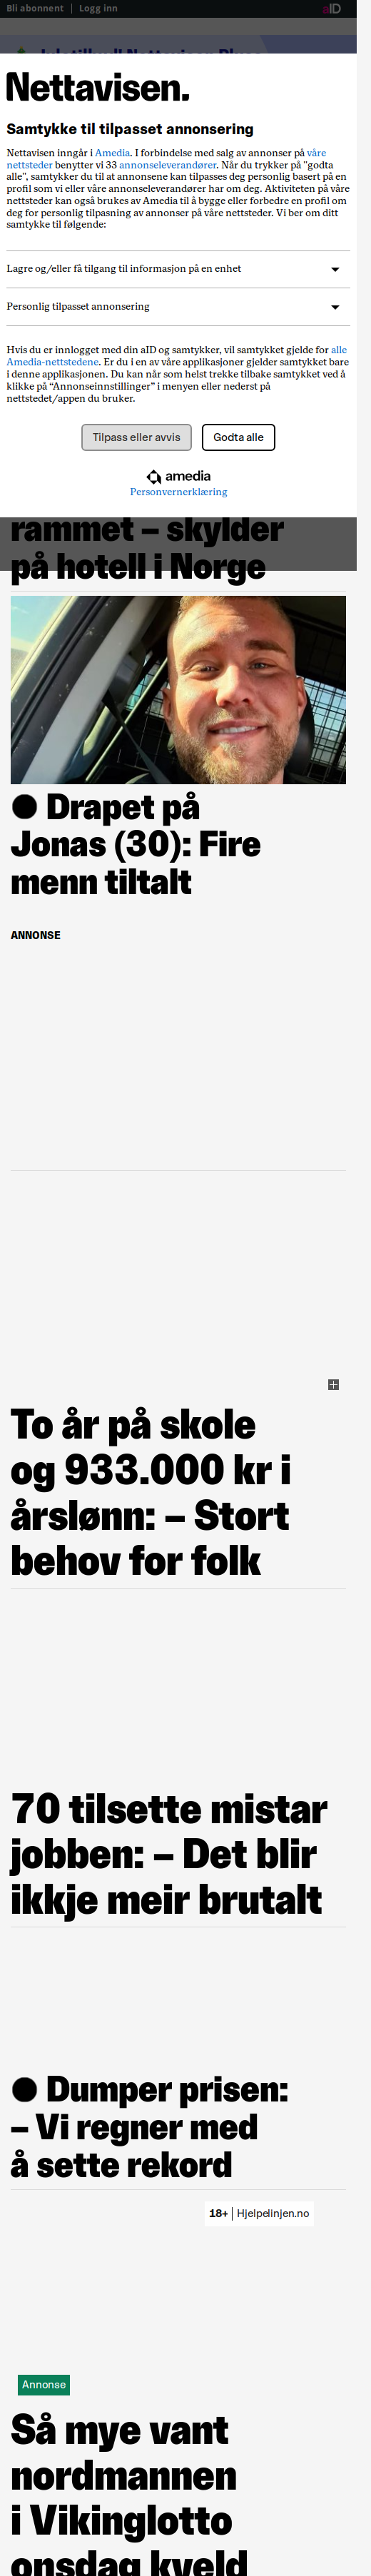 Bli abonnent | Logg inn aID
Nettavisen.
Samtykke til tilpasset annonsering
Nettavisen inngår i Amedia. I forbindelse med salg av annonser på våre
nettsteder benytter vi 33 annonseleverandører. Når du trykker på "godta
alle", samtykker du til at annonsene kan tilpasses deg personlig basert på en
profil som vi eller våre annonseleverandører har om deg. Aktiviteten på våre
nettsteder kan også brukes av Amedia til å bygge eller forbedre en profil om
deg for personlig tilpasning av annonser på våre nettsteder. Vi ber om ditt
samtykke til følgende:
Lagre og/eller få tilgang til informasjon på en enhet
Personlig tilpasset annonsering
Hvis du er innlogget med din aID og samtykker, vil samtykket gjelde for alle
Amedia-nettstedene. Er du i en av våre applikasjoner gjelder samtykket bare
i denne applikasjonen. Du kan når som helst trekke tilbake samtykket ved å
klikke på “Annonseinnstillinger” i menyen eller nederst på
nettstedet/appen du bruker.
Tilpass eller avvis Godta alle
amedia
Personvernerklæring
rammet – skylder
på hotell i Norge
Drapet på
Jonas (30): Fire
menn tiltalt
ANNONSE
To år på skole
og 933.000 kr i
årslønn: – Stort
behov for folk
70 tilsette mistar
jobben: – Det blir
ikkje meir brutalt
Dumper prisen:
– Vi regner med
å sette rekord
18+ | Hjelpelinjen.no
Annonse
Så mye vant
nordmannen
i Vikinglotto
onsdag kveld